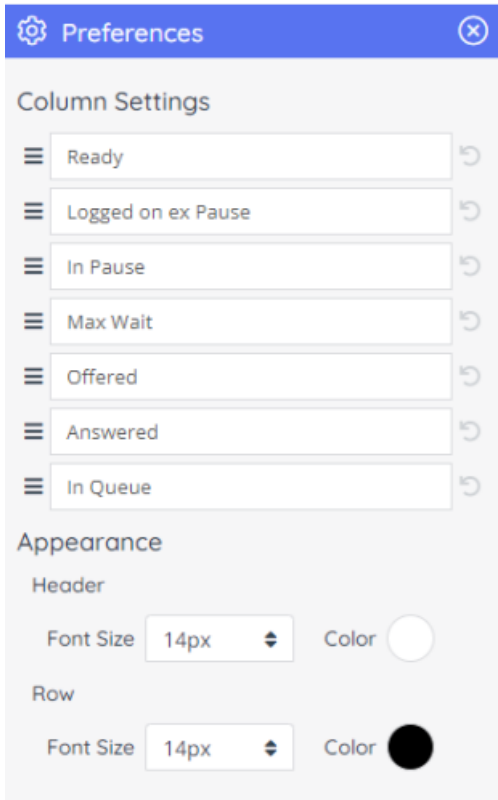 Preferences
Column Settings
Ready
Logged on ex Pause
In Pause
Max Wait
Offered
Answered
In Queue
Appearance
Header
Font Size 14px Color
Row
Font Size 14px Color